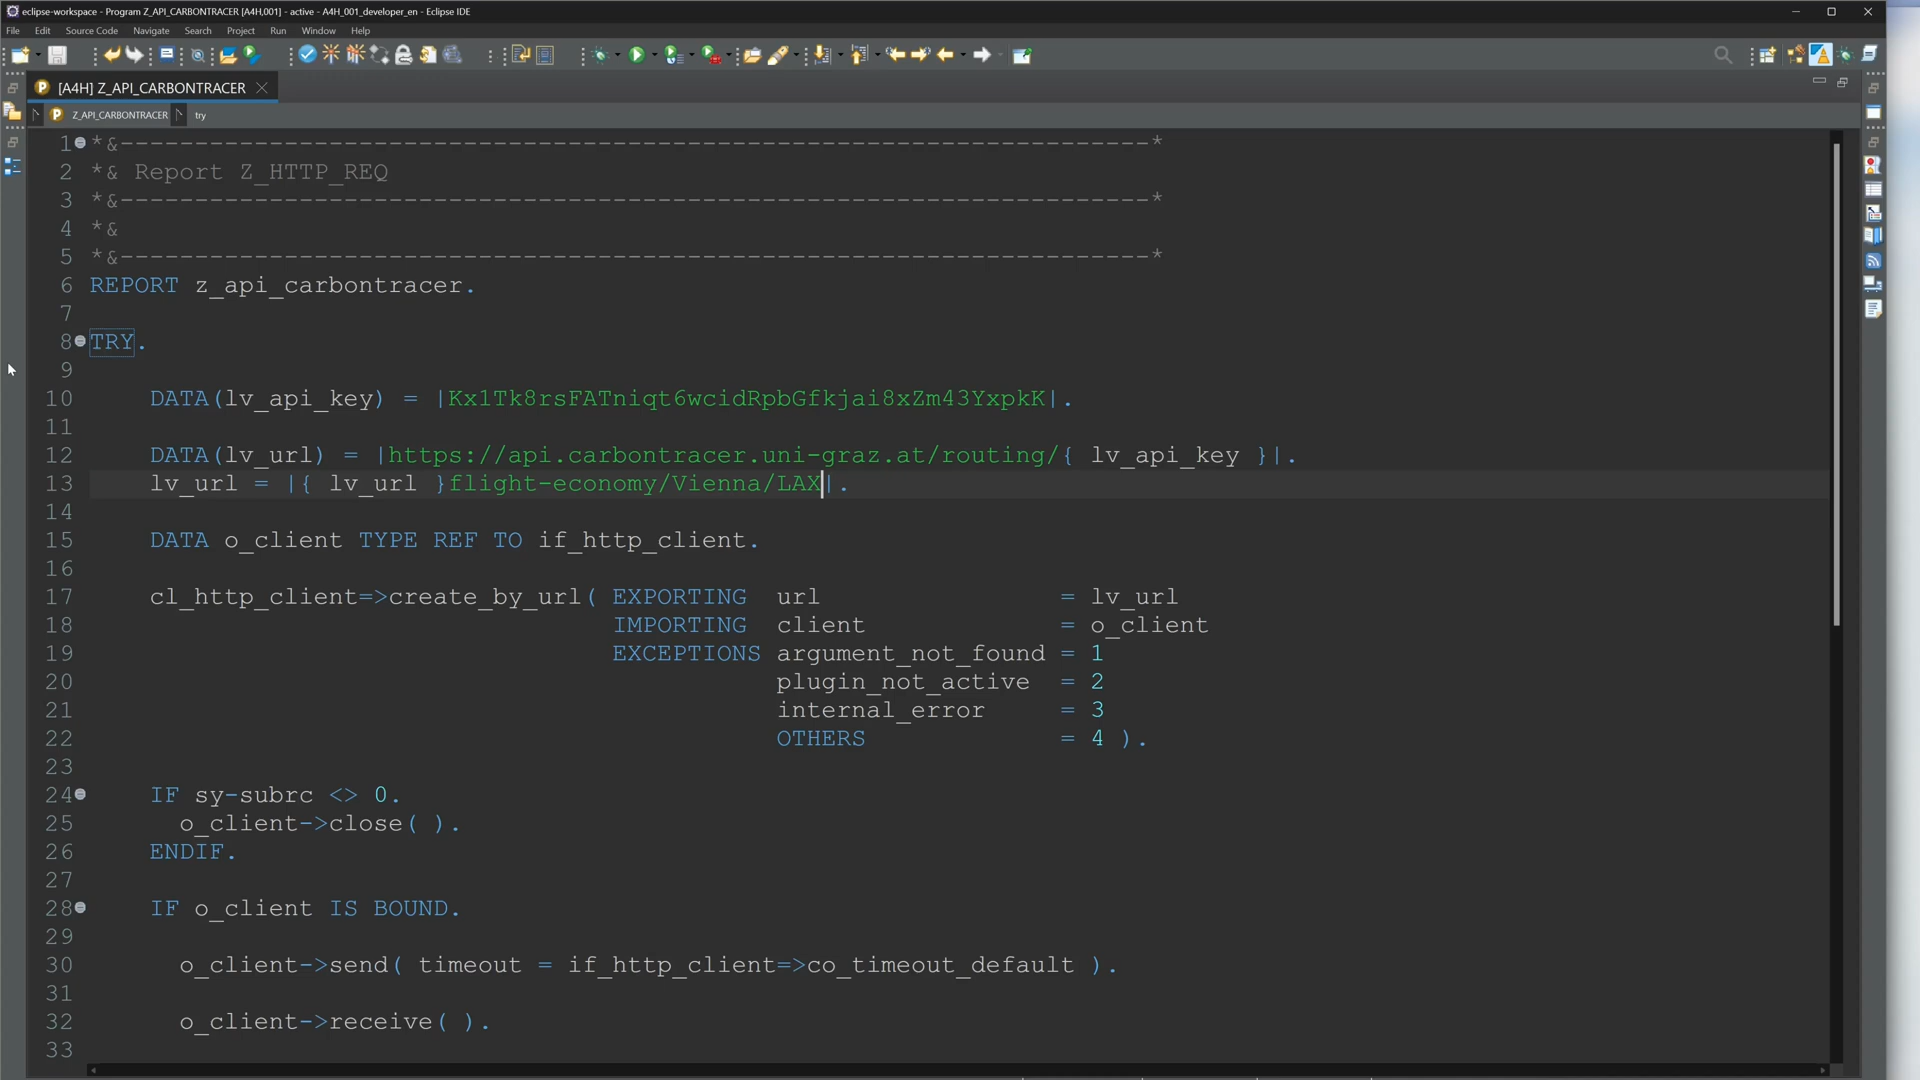 eclipse-workspace - Program Z_API_CARBONTRACER [A4H,001] - active - A4H_001_developer_en - Eclipse IDE
File Edit Source Code Navigate Search Project Run Window Help
[A4H] Z_API_CARBONTRACER
Z_API_CARBONTRACER try
1 *&---------------------------------------------------------------------*
2 *& Report Z_HTTP_REQ
3 *&---------------------------------------------------------------------*
4 *&
5 *&---------------------------------------------------------------------*
6 REPORT z_api_carbontracer.
7
8 TRY.
9
10 DATA(lv_api_key) = |Kx1Tk8rsFATniqt6wcidRpbGfkjai8xZm43YxpkK|.
11
12 DATA(lv_url) = |https://api.carbontracer.uni-graz.at/routing/{ lv_api_key }|.
13 lv_url = |{ lv_url }flight-economy/Vienna/LAX|.
14
15 DATA o_client TYPE REF TO if_http_client.
16
17 cl_http_client=>create_by_url( EXPORTING url = lv_url
18 IMPORTING client = o_client
19 EXCEPTIONS argument_not_found = 1
20 plugin_not_active = 2
21 internal_error = 3
22 OTHERS = 4 ).
23
24 IF sy-subrc <> 0.
25 o_client->close( ).
26 ENDIF.
27
28 IF o_client IS BOUND.
29
30 o_client->send( timeout = if_http_client=>co_timeout_default ).
31
32 o_client->receive( ).
33